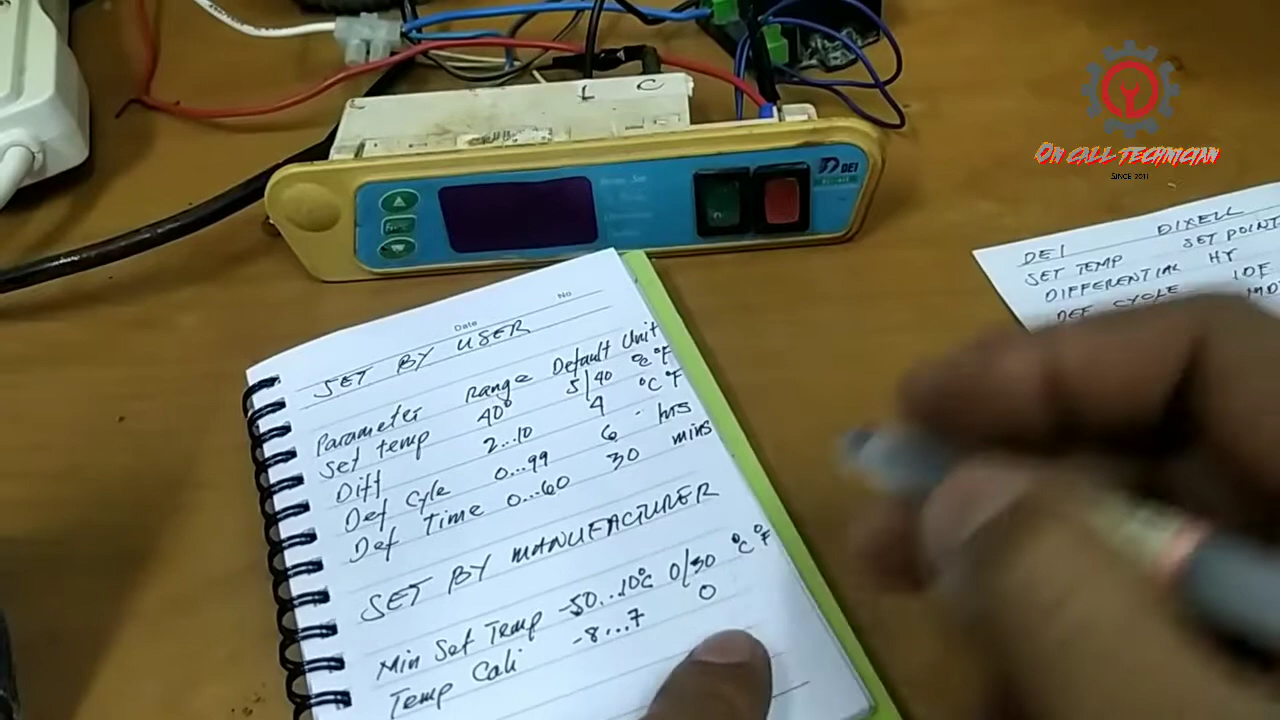 L C
DEI
Func
ON CALL TECHNICIAN
SINCE 2011
DEI DIXELL
SET TEMP SET POINT
DIFFERENTIAL HY
DEF CYCLE IDF
MD
Date No
SET BY USER
Parameter Range Default Unit
Set temp 40° 5/40 °C °F
Diff 2...10 4 °C °F
Def Cyle 0...99 6 - hrs
Def Time 0...60 30 mins
SET BY MANUFACTURER
Min Set Temp -50...10°C 0/30 °C °F
Temp Cali -8...7 0